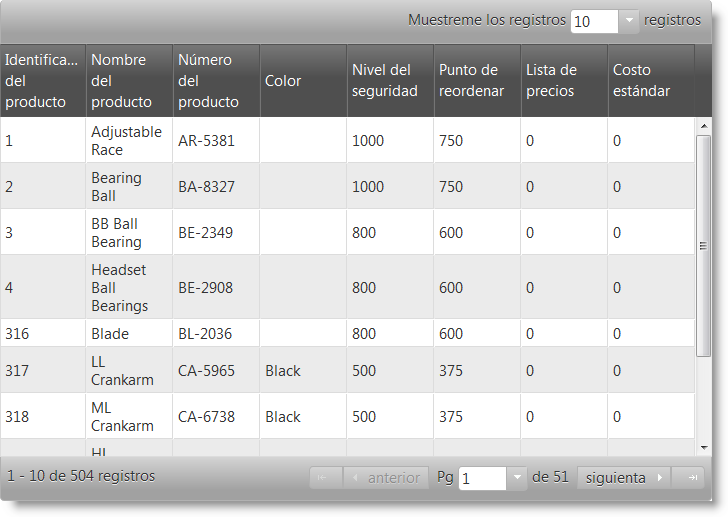 Muestreme los registros 10 registros
Identifica... del producto Nombre del producto Número del producto Color Nivel del seguridad Punto de reordenar Lista de precios Costo estándar
1 Adjustable Race AR-5381 1000 750 0 0
2 Bearing Ball BA-8327 1000 750 0 0
3 BB Ball Bearing BE-2349 800 600 0 0
4 Headset Ball Bearings BE-2908 800 600 0 0
316 Blade BL-2036 800 600 0 0
317 LL Crankarm CA-5965 Black 500 375 0 0
318 ML Crankarm CA-6738 Black 500 375 0 0
1 - 10 de 504 registros anterior Pg 1 de 51 siguienta